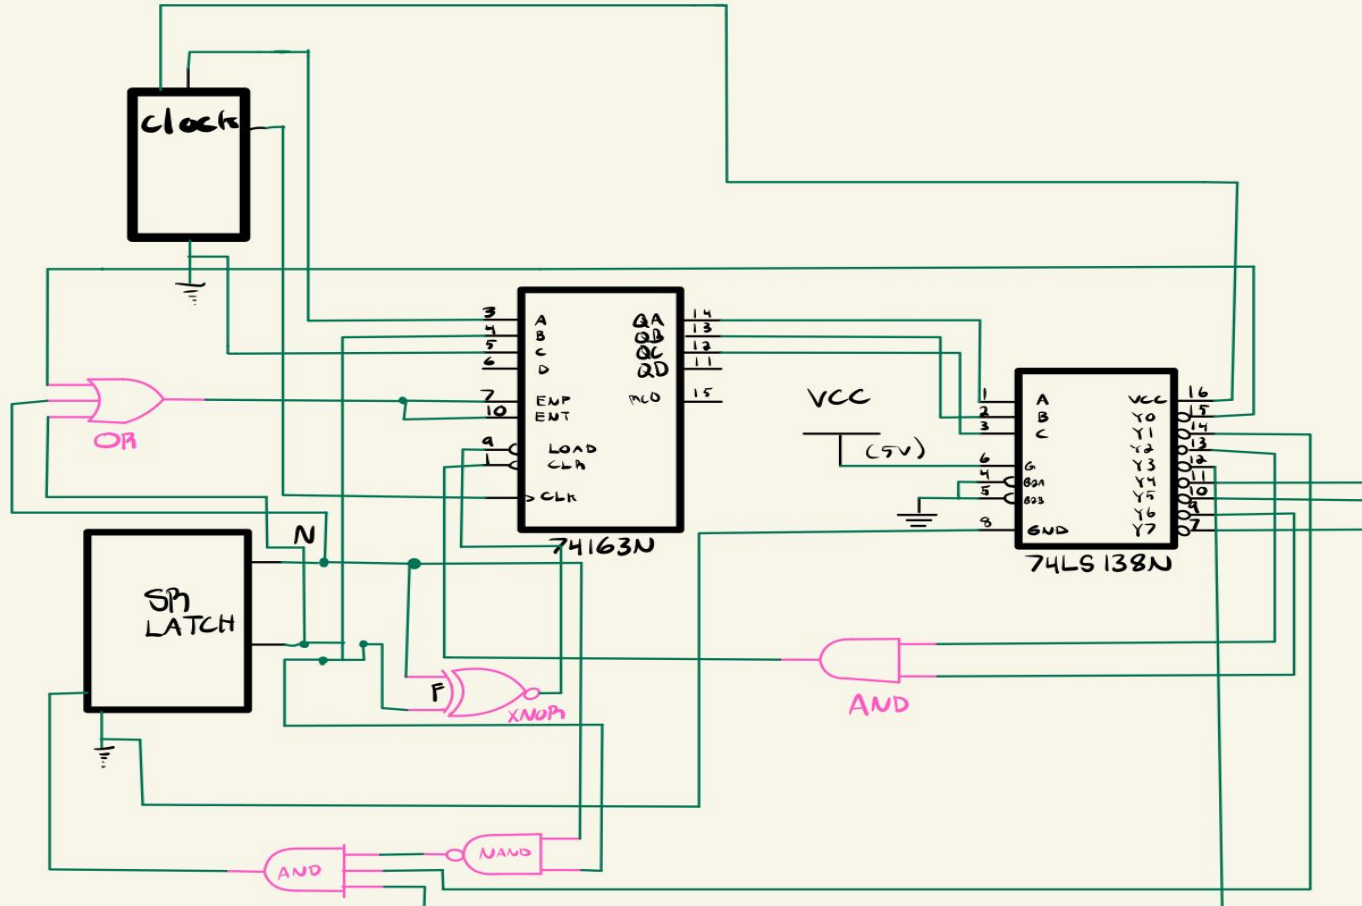 clock
3 A QA 14
4 B QB 13
5 C QC 12
6 D QD 11
7 ENP RCO 15
10 ENT
9 LOAD
1 CLR
CLK
74163N
OR
VCC
(5V)
1 A VCC 16
2 B Y0 15
3 C Y1 14
Y2 13
6 G Y3 12
4 G2A Y4 11
5 G2B Y5 10
Y6 9
8 GND Y7 7
74LS138N
N
SR
LATCH
F
XNOR
AND
NAND
AND